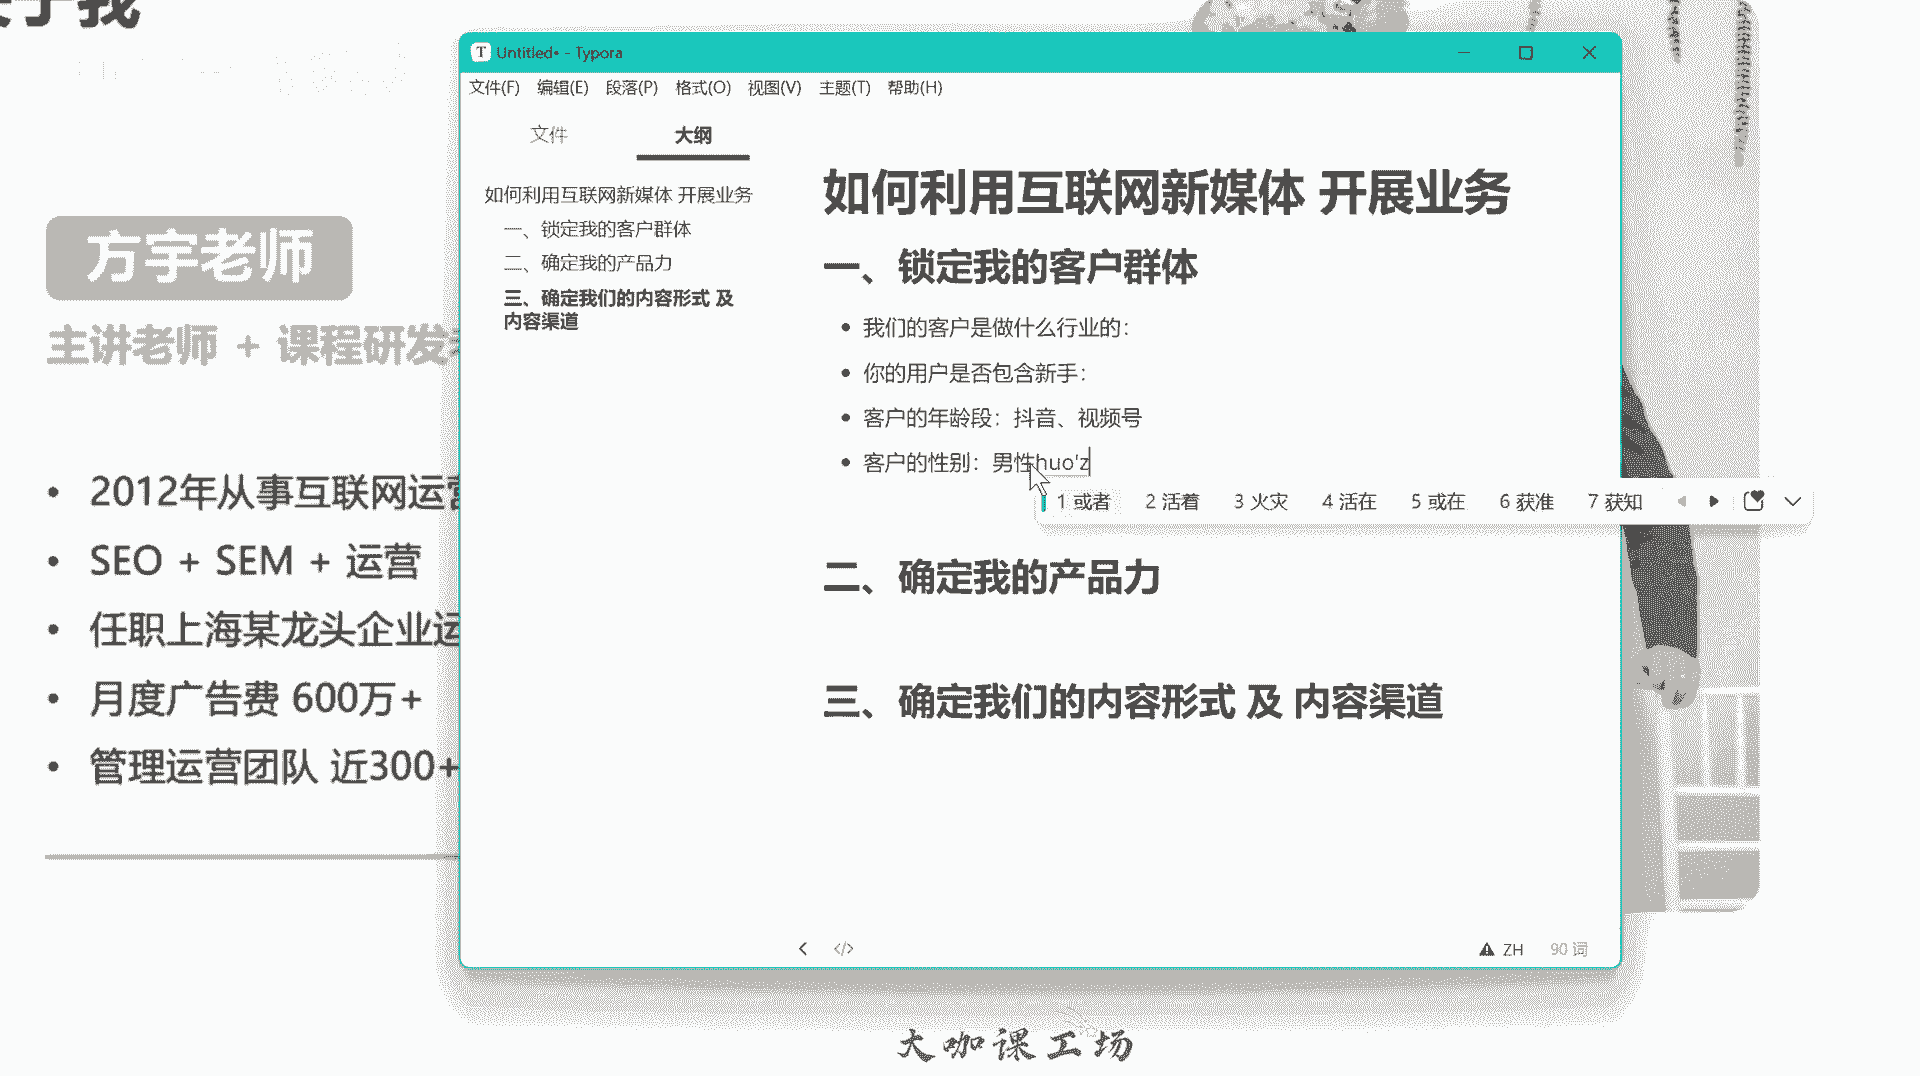 方宇老师
主讲老师 + 课程研发
2012年从事互联网运营
SEO + SEM + 运营
任职上海某龙头企业运
月度广告费 600万+
管理运营团队 近300+
Untitled• - Typora
文件(F) 编辑(E) 段落(P) 格式(O) 视图(V) 主题(T) 帮助(H)
文件 大纲
如何利用互联网新媒体 开展业务
一、锁定我的客户群体
二、确定我的产品力
三、确定我们的内容形式 及
内容渠道
如何利用互联网新媒体 开展业务
一、锁定我的客户群体
我们的客户是做什么行业的：
你的用户是否包含新手：
客户的年龄段：抖音、视频号
客户的性别：男性huo'z
1 或者 2 活着 3 火灾 4 活在 5 或在 6 获准 7 获知
二、确定我的产品力
三、确定我们的内容形式 及 内容渠道
</> ZH 90 词
大咖课工场